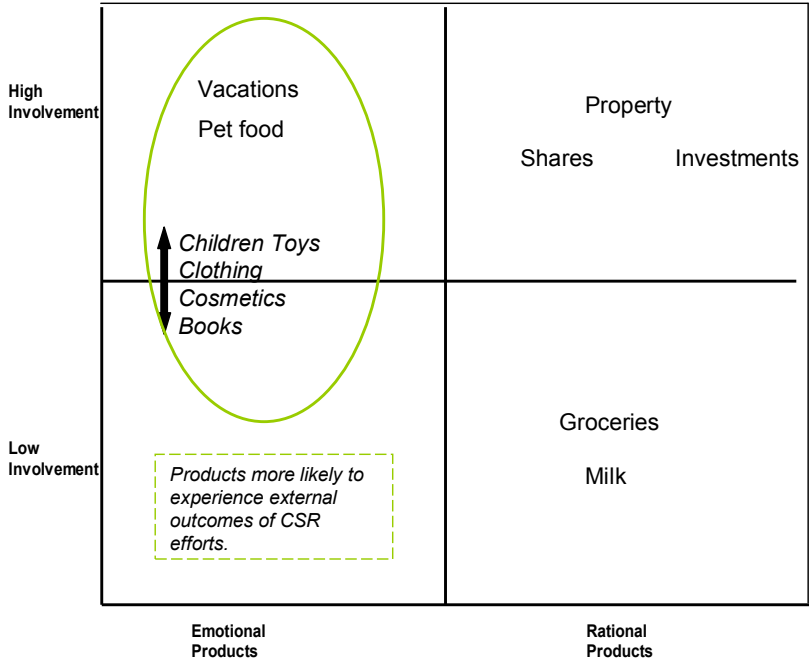 High
Involvement
Vacations
Pet food
Property
Shares Investments
Children Toys
Clothing
Cosmetics
Books
Groceries
Milk
Low
Involvement
Products more likely to
experience external
outcomes of CSR
efforts.
Emotional
Products
Rational
Products